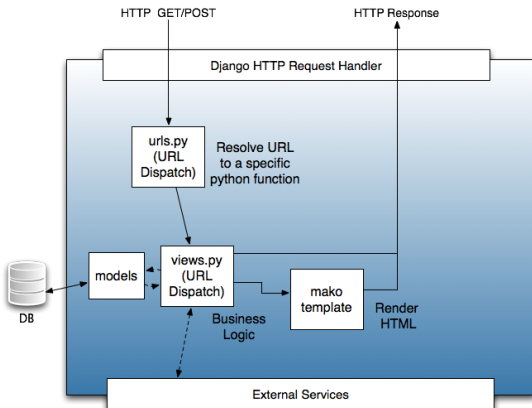 HTTP GET/POST
HTTP Response
Django HTTP Request Handler
urls.py
(URL
Dispatch)
Resolve URL
to a specific
python function
models
views.py
(URL
Dispatch)
DB
Business
Logic
mako
template
Render
HTML
External Services